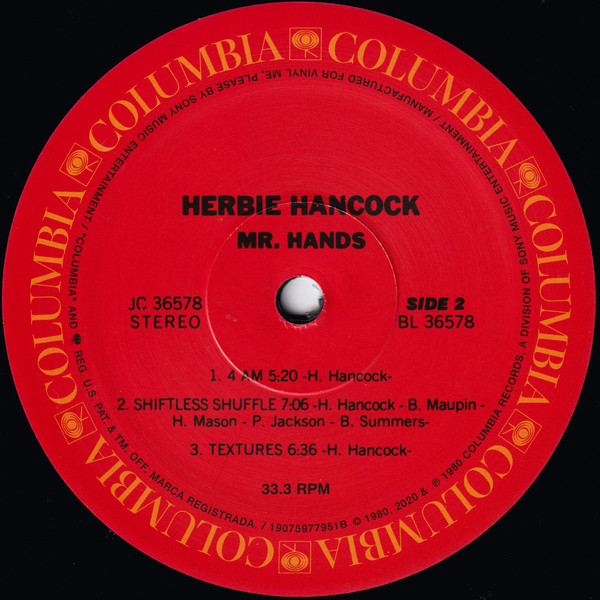 COLUMBIA COLUMBIA COLUMBIA COLUMBIA COLUMBIA COLUMBIA COLUMBIA COLUMBIA
HERBIE HANCOCK
MR. HANDS
JC 36578 SIDE 2
STEREO BL 36578
1. 4 AM 5:20 -H. Hancock-
2. SHIFTLESS SHUFFLE 7:06 -H. Hancock - B. Maupin -
H. Mason - P. Jackson - B. Summers-
3. TEXTURES 6:36 -H. Hancock-
33.3 RPM
/ MANUFACTURED FOR VINYL ME, PLEASE BY SONY MUSIC ENTERTAINMENT / "COLUMBIA" AND REG. U.S. PAT. & TM. OFF. MARCA REGISTRADA. / 19075977951B © 1980, 2020 & ℗ 1980 COLUMBIA RECORDS, A DIVISION OF SONY MUSIC ENTERTAINMENT